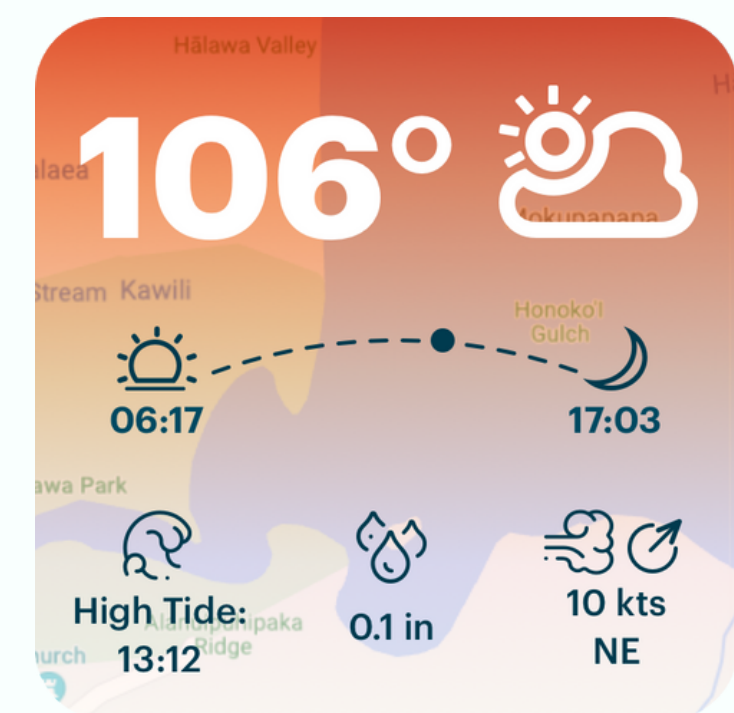 Hālawa Valley
106°
alaea
Mokupapapa
Stream Kawili
Honoko'I
Gulch
06:17
17:03
awa Park
High Tide:
13:12
0.1 in
10 kts
NE
Ridge
urch